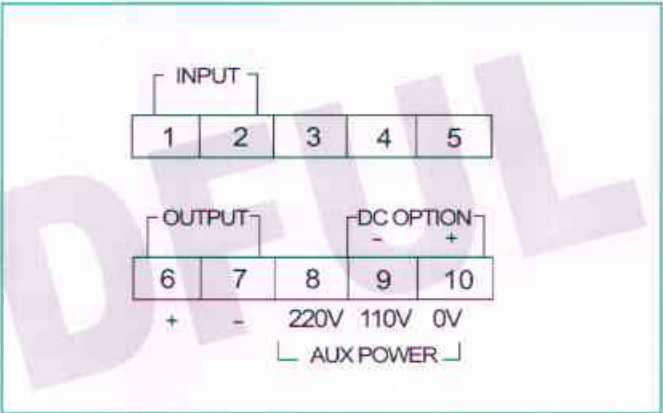 INPUT
1 2 3 4 5
OUTPUT DC OPTION
- +
6 7 8 9 10
+ - 220V 110V 0V
AUX POWER
DFUL